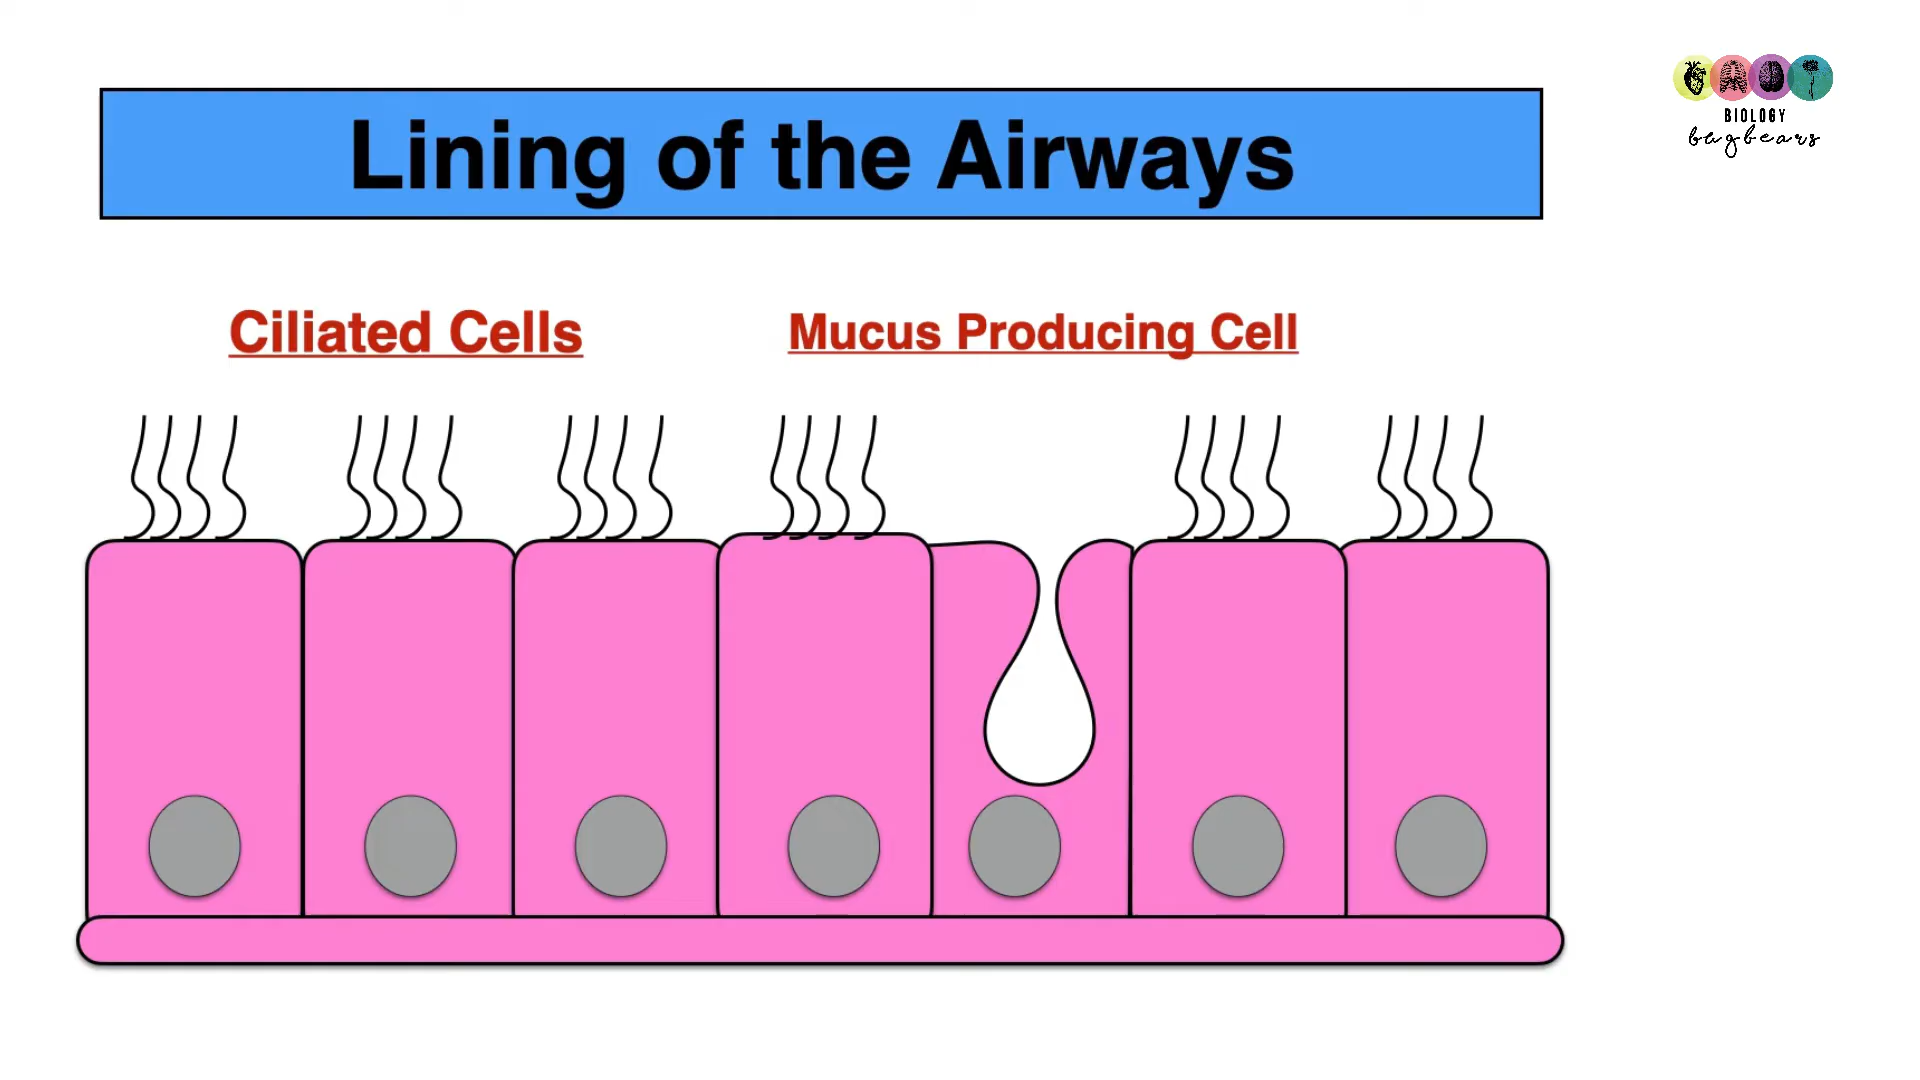 Lining of the Airways
BIOLOGY
bugbears
Ciliated Cells
Mucus Producing Cell